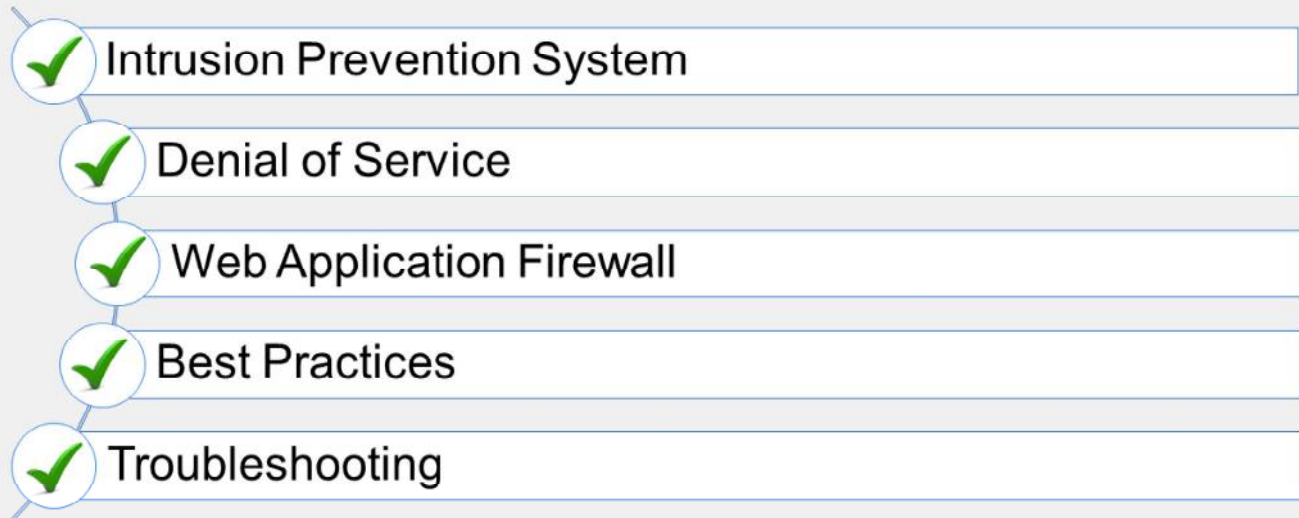 Intrusion Prevention System
Denial of Service
Web Application Firewall
Best Practices
Troubleshooting